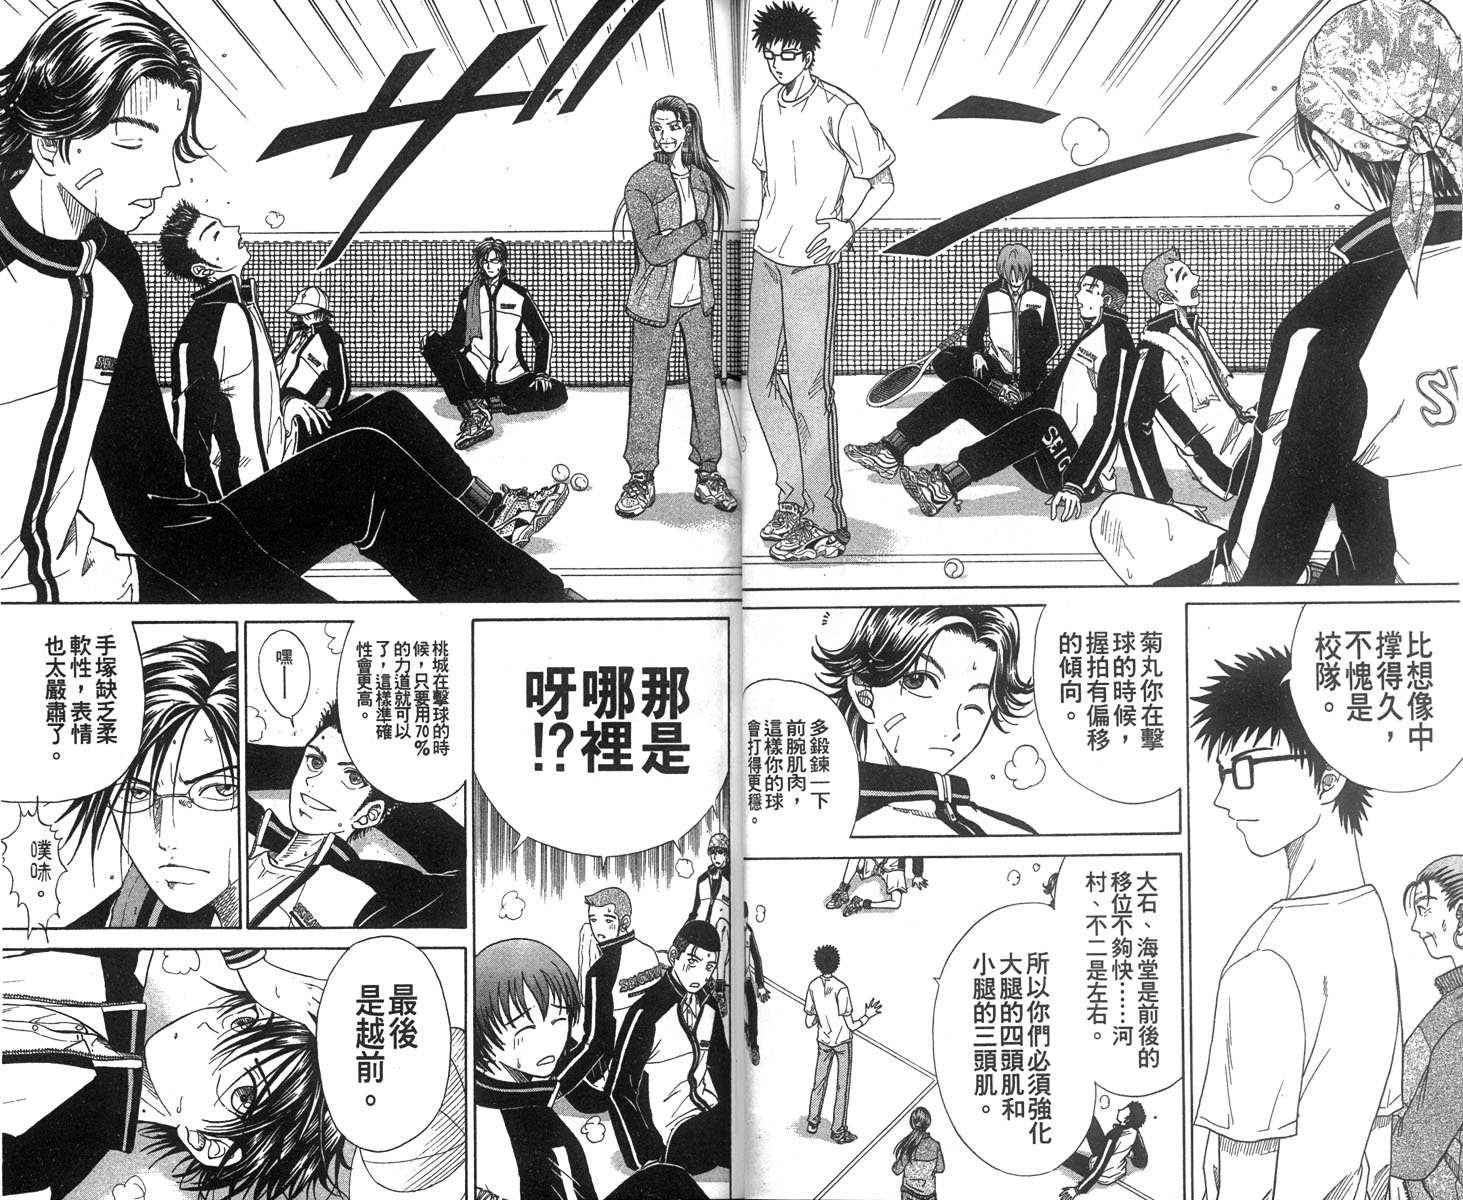 ザッ
比想像中
撐得久，
不愧是
校隊。
菊丸你在擊
球的時候，
握拍有偏移
的傾向。
多鍛鍊一下
前腕肌肉，
這樣你的球
會打得更穩。
大石、海堂是前後的
移位不夠快……河
村、不二是左右。
所以你們必須強化
大腿的四頭肌和
小腿的三頭肌。
那是
哪裡
呀!?
桃城在擊球的時
候，只要用70%
的力道就可以
了，這樣準確
性會更高。
嘿──
手塚缺乏柔
軟性，表情
也太嚴肅了。
噗哧。
最後
是越前。
SEIGAKU
SEIGAKU
SEIG
S
SEIGAKU